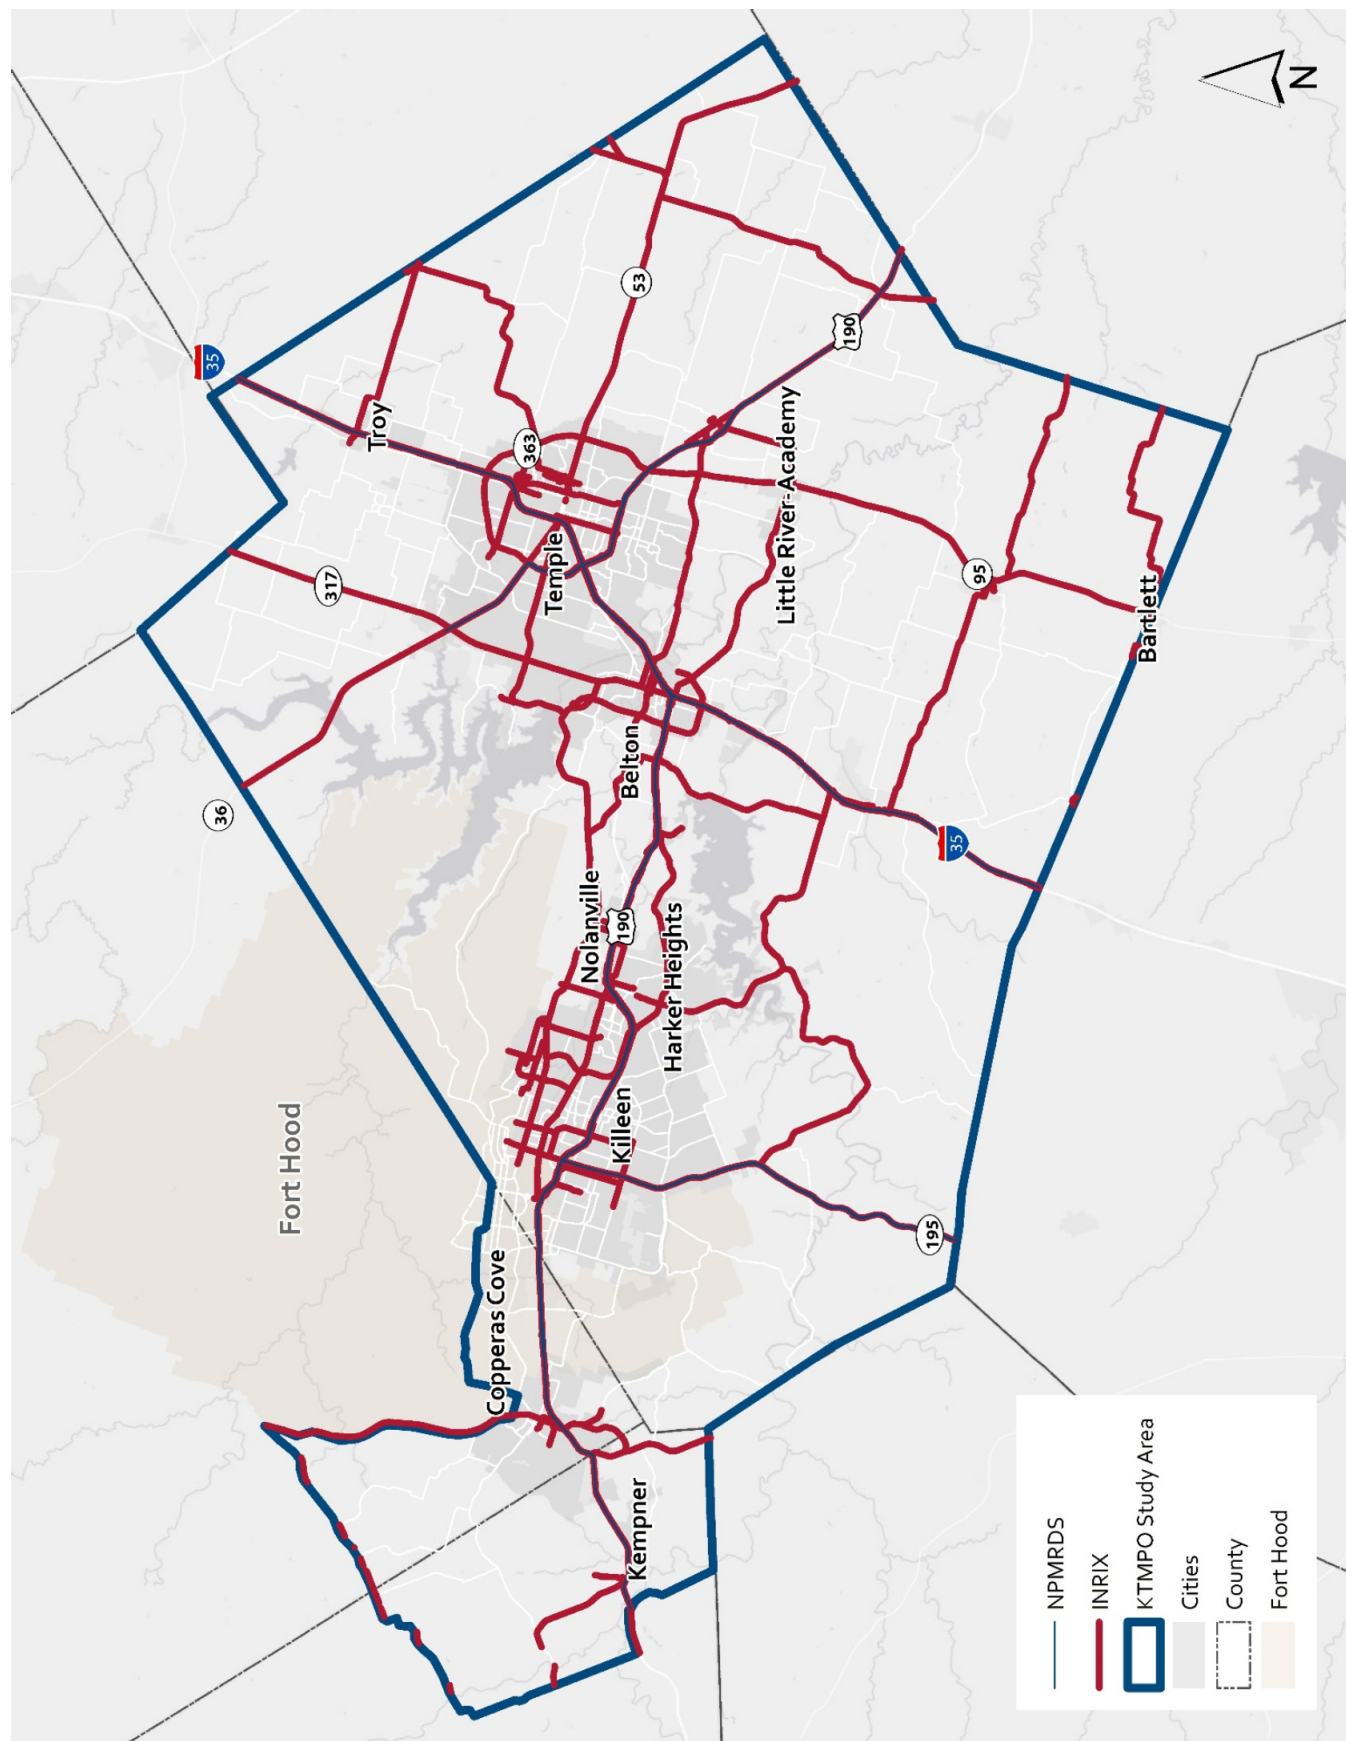 N
36
317
35
Troy
363
53
Temple
190
Little River-Academy
Belton
95
Bartlett
35
Fort Hood
Nolanville
190
Harker Heights
Killeen
195
Copperas Cove
Kempner
NPMRDS
INRIX
KTMPO Study Area
Cities
County
Fort Hood